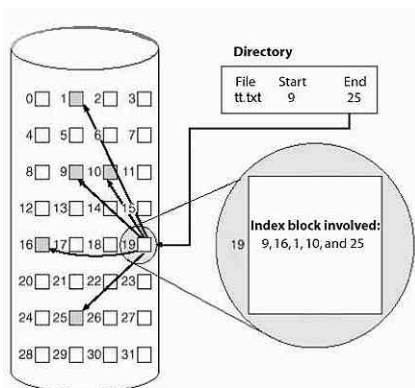 Directory
File Start End
tt.txt 9 25
0 1 2 3
4 5 6 7
8 9 10 11
12 13 14 15
16 17 18 19
20 21 22 23
24 25 26 27
28 29 30 31
Index block involved:
19 9, 16, 1, 10, and 25